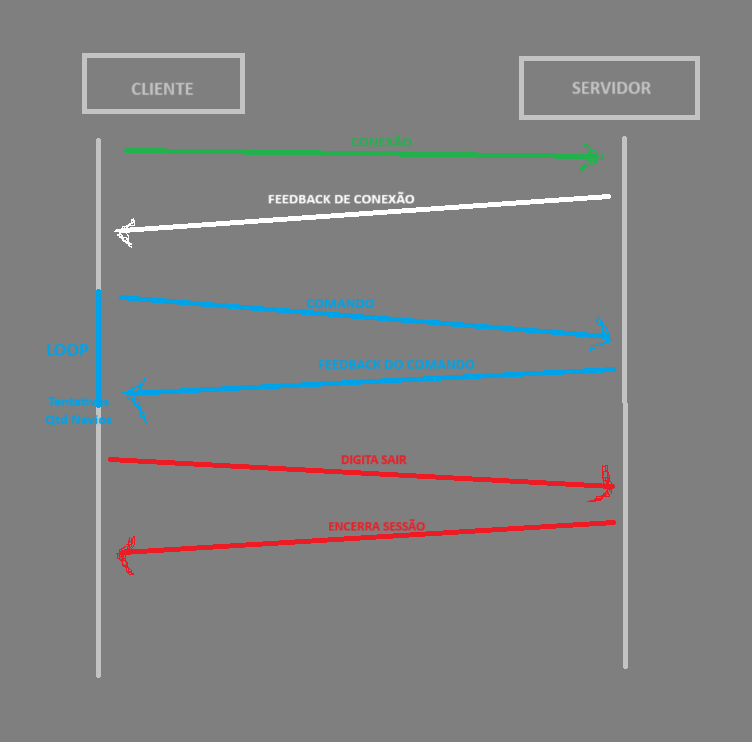 CLIENTE
SERVIDOR
CONEXÃO
FEEDBACK DE CONEXÃO
COMANDO
LOOP
FEEDBACK DO COMANDO
Tentativas
Qtd Navios
DIGITA SAIR
ENCERRA SESSÃO